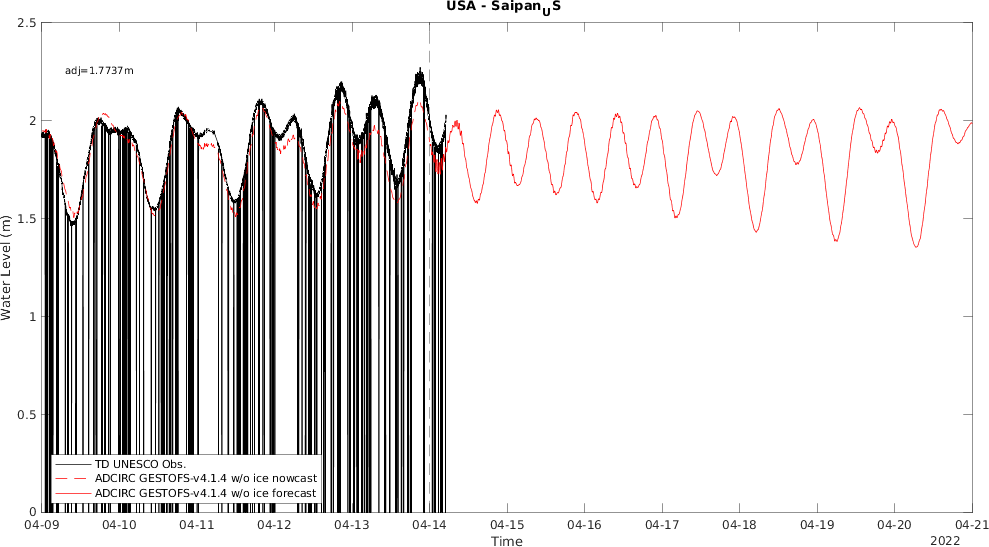 USA - SaipanUS
2.5
adj=1.7737m
2
1.5
Water Level (m)
1
0.5
TD UNESCO Obs.
ADCIRC GESTOFS-v4.1.4 w/o ice nowcast
ADCIRC GESTOFS-v4.1.4 w/o ice forecast
0
04-09 04-10 04-11 04-12 04-13 04-14 04-15 04-16 04-17 04-18 04-19 04-20 04-21
Time
2022